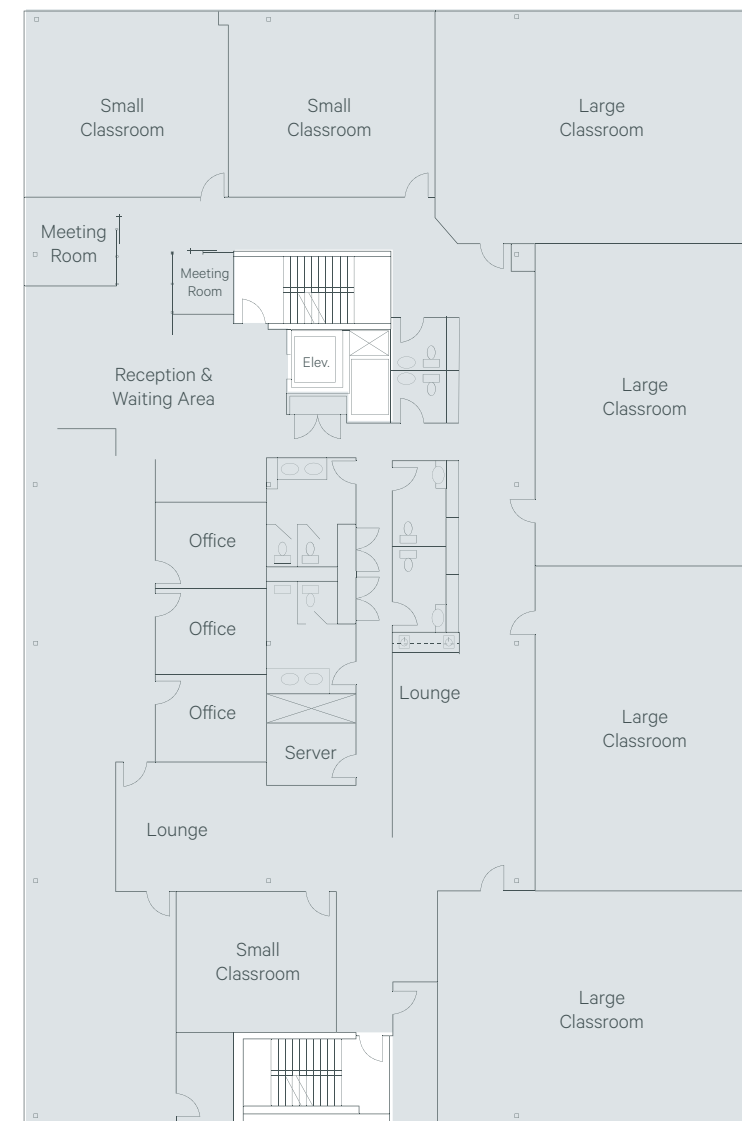 Small
Classroom
Small
Classroom
Large
Classroom
Meeting
Room
Meeting
Room
Elev.
Reception &
Waiting Area
Large
Classroom
Office
Office
Office
Lounge
Server
Large
Classroom
Lounge
Small
Classroom
Large
Classroom